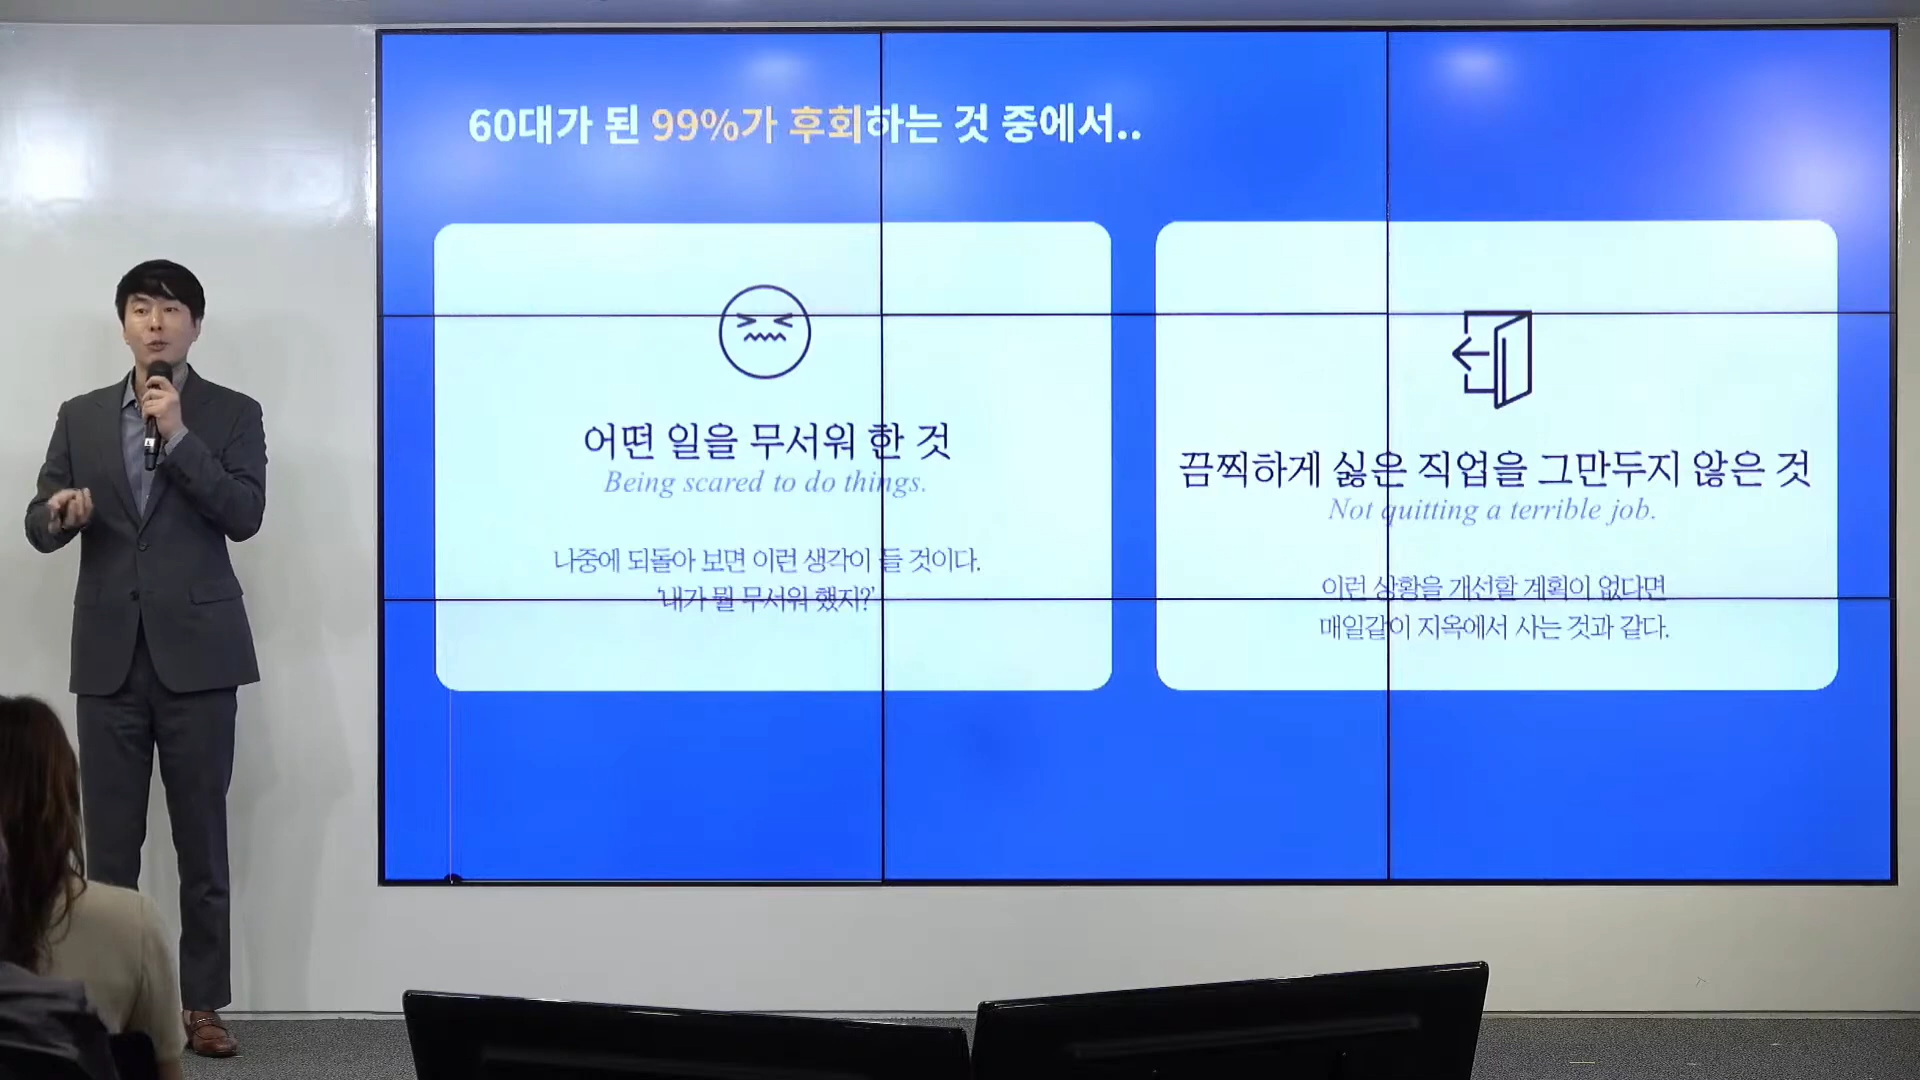 60대가 된 99%가 후회하는 것 중에서..
어떤 일을 무서워 한 것
Being scared to do things.
나중에 되돌아 보면 이런 생각이 들 것이다.
'내가 뭘 무서워 했지?'
끔찍하게 싫은 직업을 그만두지 않은 것
Not quitting a terrible job.
이런 상황을 개선할 계획이 없다면
매일같이 지옥에서 사는 것과 같다.